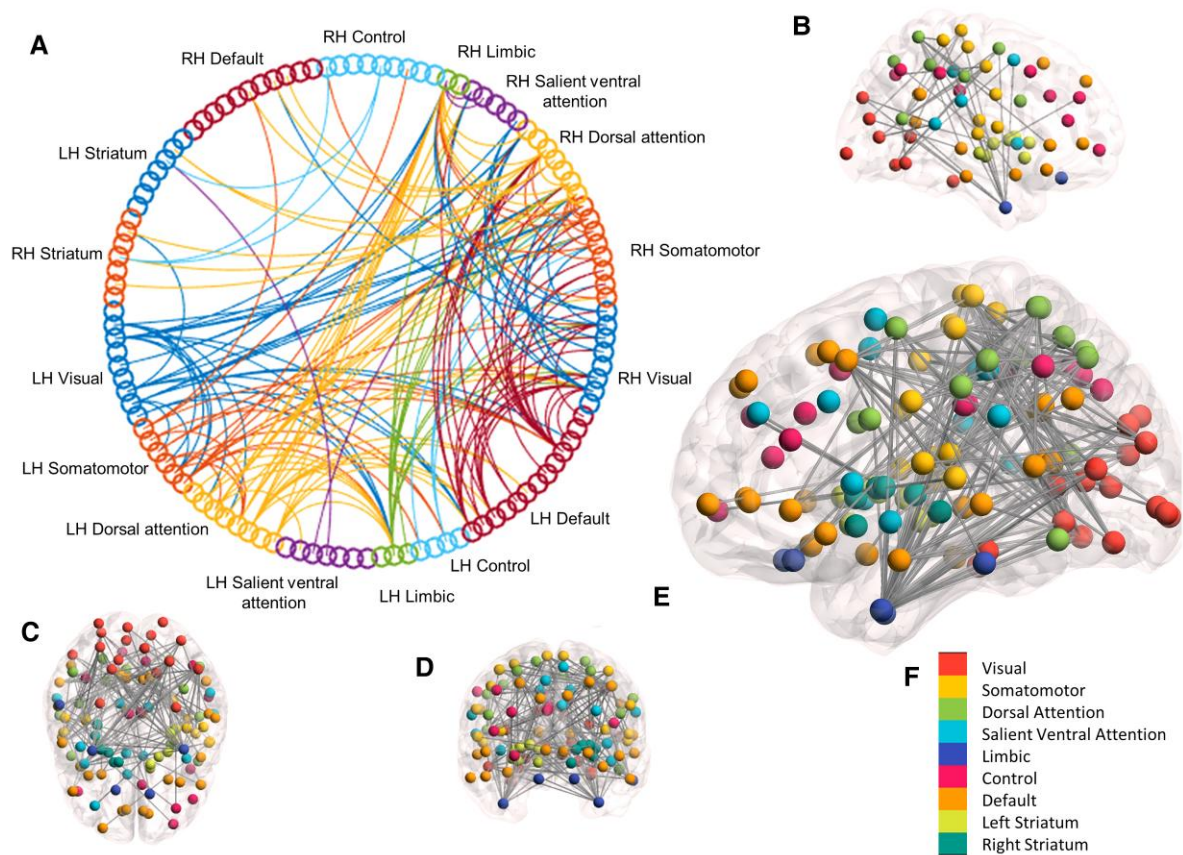 A
RH Control
RH Limbic
RH Default
RH Salient ventral
attention
RH Dorsal attention
LH Striatum
RH Striatum
RH Somatomotor
LH Visual
RH Visual
LH Somatomotor
LH Dorsal attention
LH Default
LH Salient ventral
attention
LH Control
LH Limbic
B
E
C
D
F
Visual
Somatomotor
Dorsal Attention
Salient Ventral Attention
Limbic
Control
Default
Left Striatum
Right Striatum